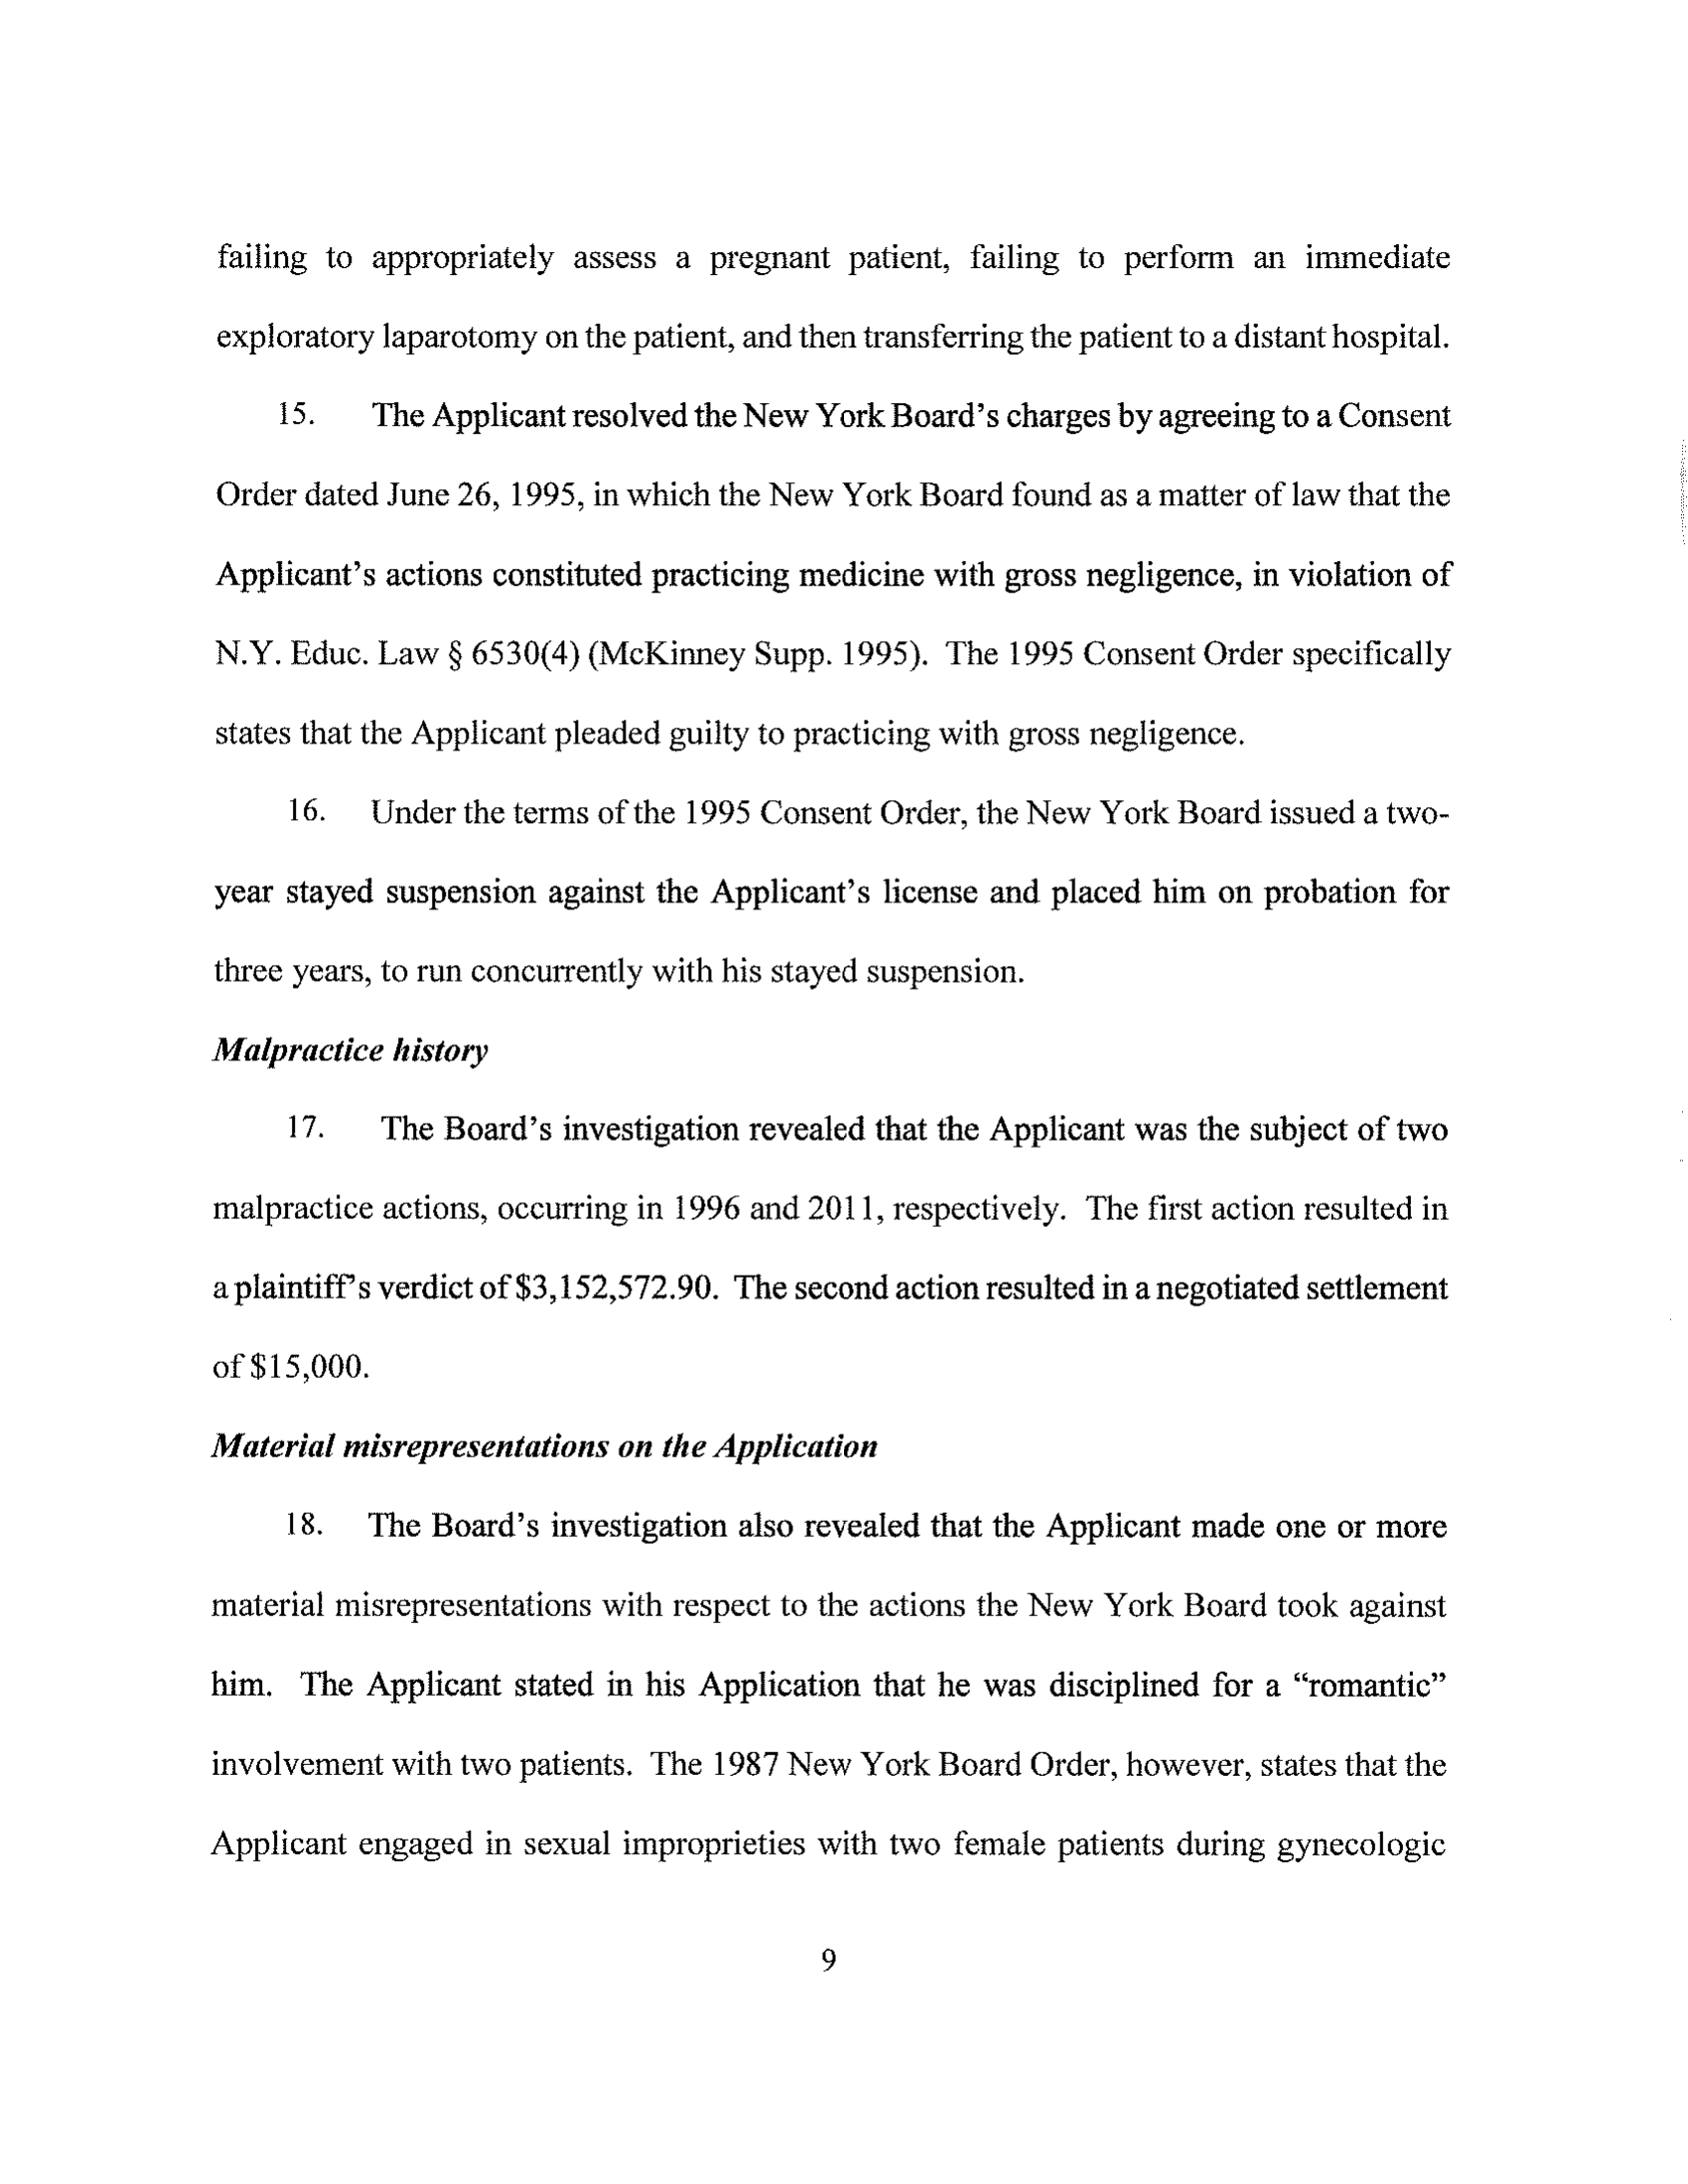 failing to appropriately assess a pregnant patient, failing to perform an immediate
exploratory laparotomy on the patient, and then transferring the patient to a distant hospital.
15. The Applicant resolved the New York Board's charges by agreeing to a Consent
Order dated June 26, 1995, in which the New York Board found as a matter of law that the
Applicant's actions constituted practicing medicine with gross negligence, in violation of
N.Y. Educ. Law § 6530(4) (McKinney Supp. 1995). The 1995 Consent Order specifically
states that the Applicant pleaded guilty to practicing with gross negligence.
16. Under the terms of the 1995 Consent Order, the New York Board issued a two-
year stayed suspension against the Applicant's license and placed him on probation for
three years, to run concurrently with his stayed suspension.
Malpractice history
17. The Board's investigation revealed that the Applicant was the subject of two
malpractice actions, occurring in 1996 and 2011, respectively. The first action resulted in
a plaintiff's verdict of $3,152,572.90. The second action resulted in a negotiated settlement
of $15,000.
Material misrepresentations on the Application
18. The Board's investigation also revealed that the Applicant made one or more
material misrepresentations with respect to the actions the New York Board took against
him. The Applicant stated in his Application that he was disciplined for a “romantic”
involvement with two patients. The 1987 New York Board Order, however, states that the
Applicant engaged in sexual improprieties with two female patients during gynecologic
9